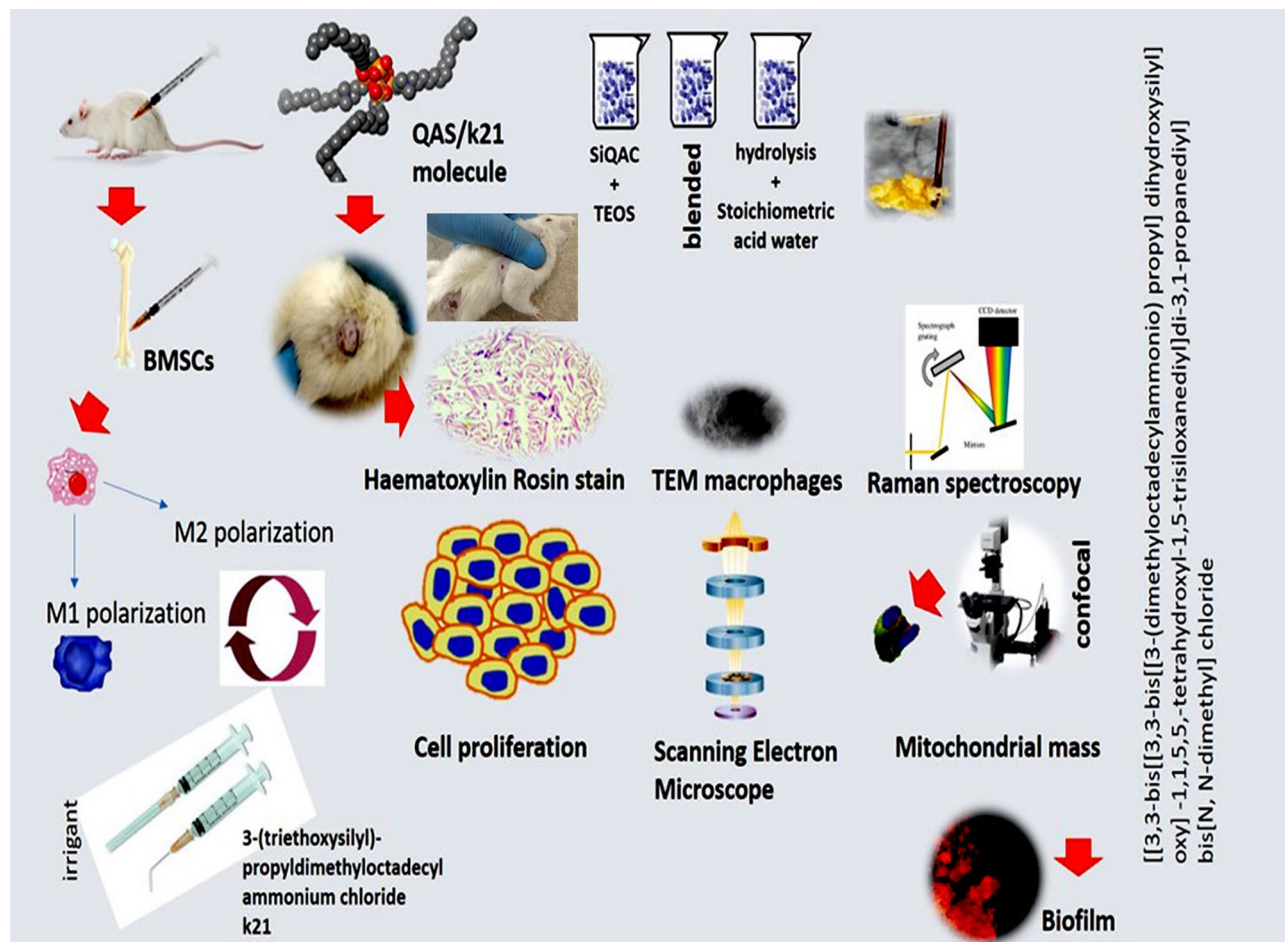 QAS/k21
molecule
SiQAC
+
TEOS
blended
hydrolysis
+
Stoichiometric
acid water
BMSCs
Haematoxylin Rosin stain
TEM macrophages
CCD detector
Spectrograph
grating
Mirrors
Raman spectroscopy
M2 polarization
M1 polarization
Cell proliferation
Scanning Electron
Microscope
confocal
Mitochondrial mass
irrigant
3-(triethoxysilyl)-
propyldimethyloctadecyl
ammonium chloride
k21
Biofilm
[[3,3-bis[[3,3-bis[[3-(dimethyloctadecylammonio) propyl] dihydroxysilyl]
oxy] -1,1,5,5,-tetrahydroxyl-1,5-trisiloxanediyl]di-3,1-propanediyl]
bis[N, N-dimethyl] chloride